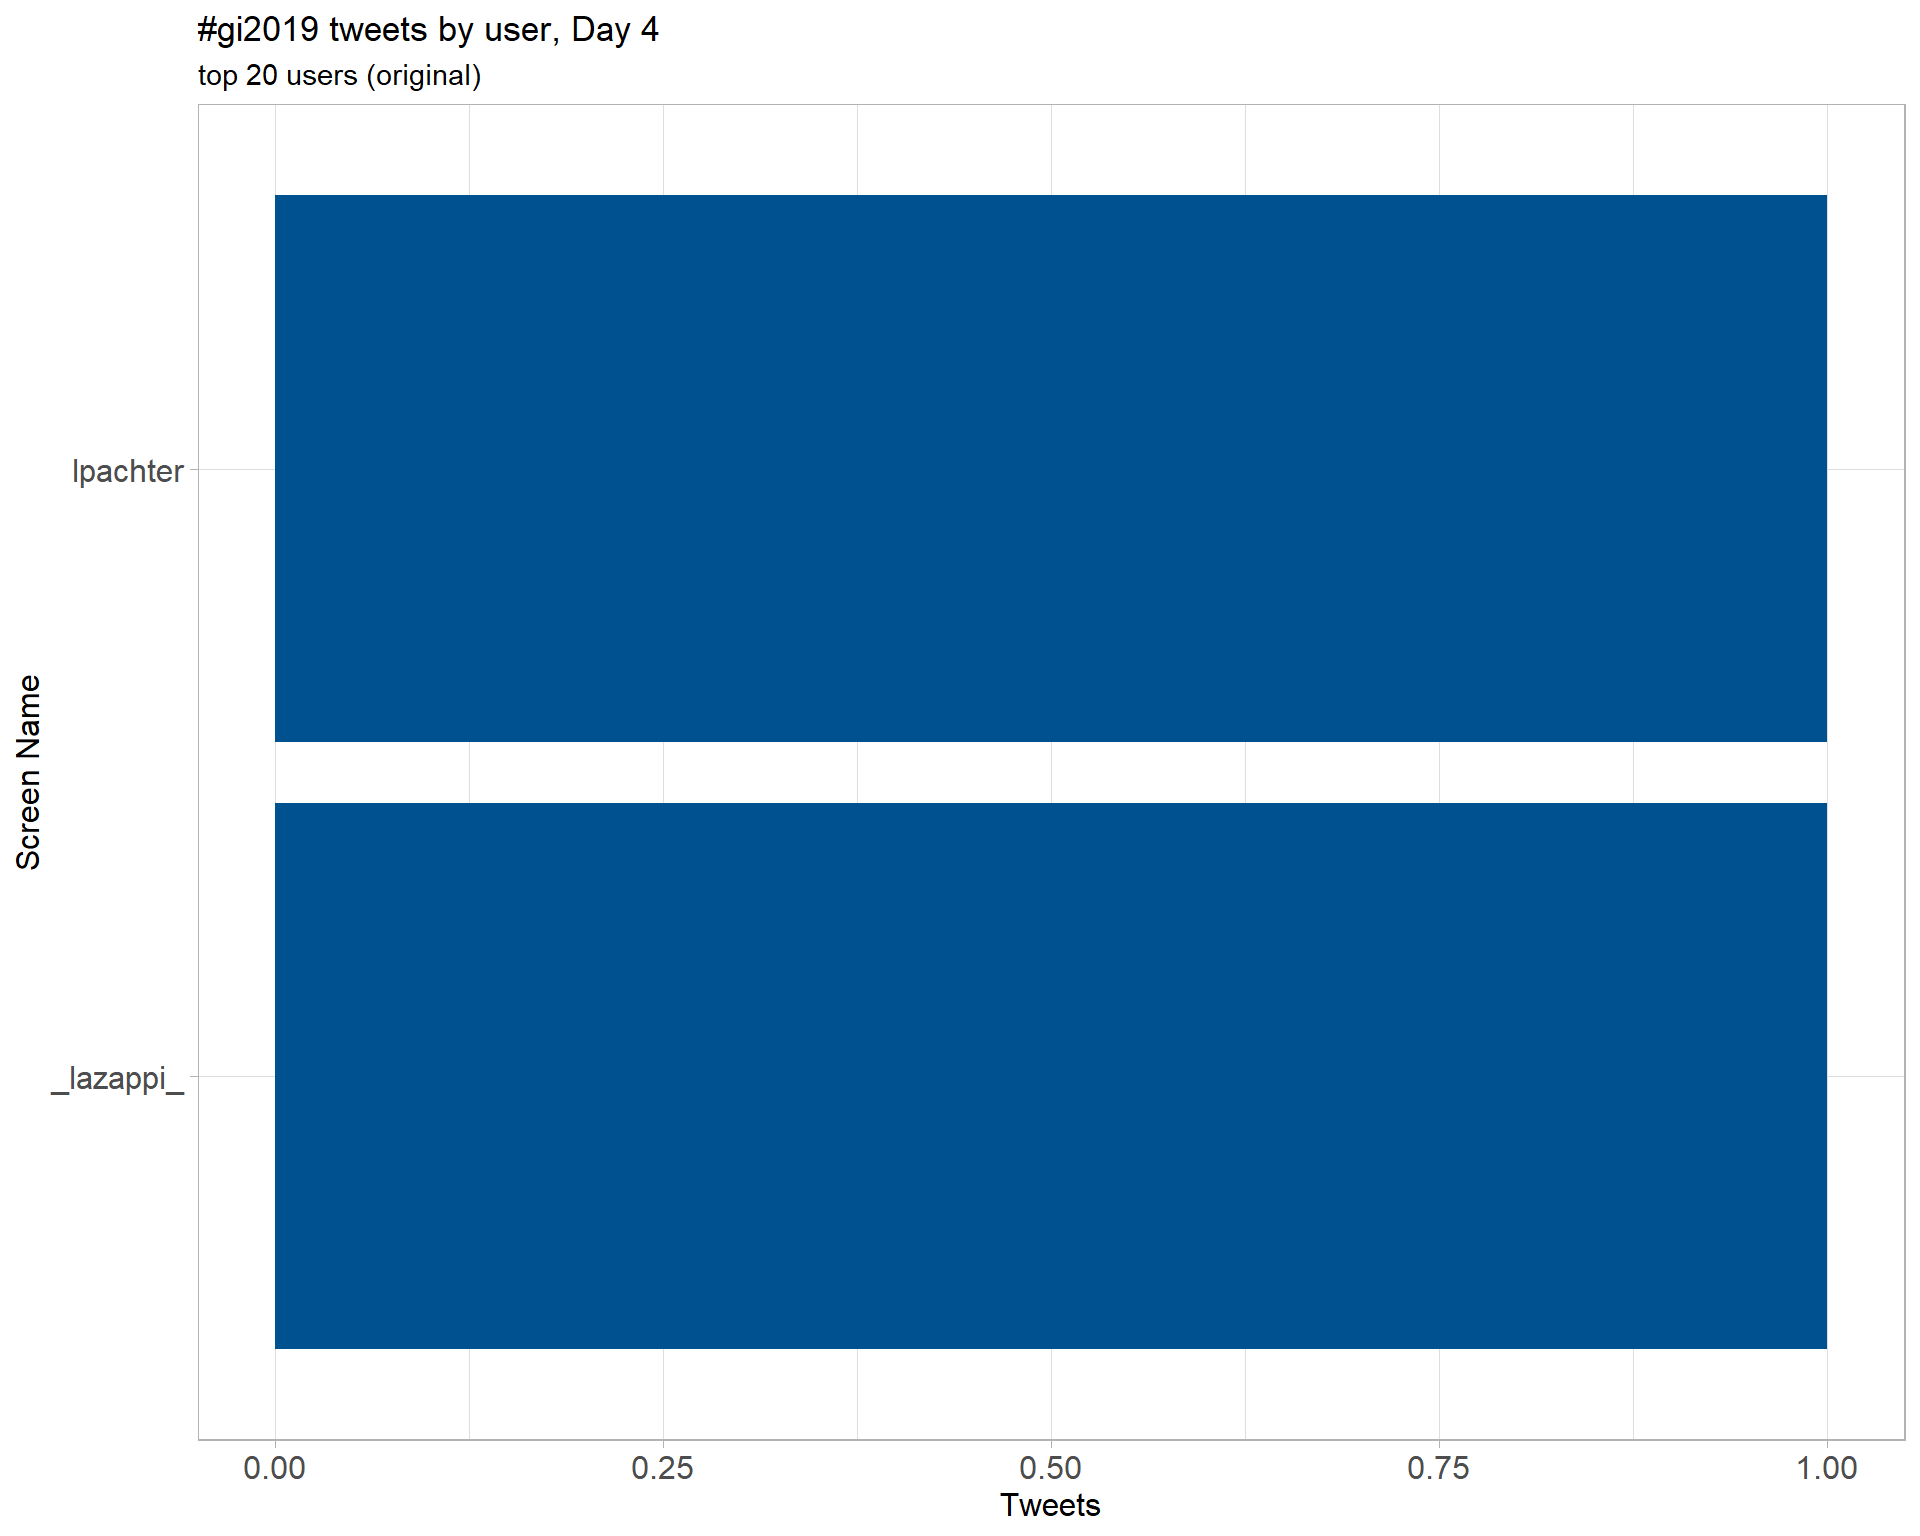 #gi2019 tweets by user, Day 4
top 20 users (original)
Screen Name
lpachter
_lazappi_
0.00 0.25 0.50 0.75 1.00
Tweets